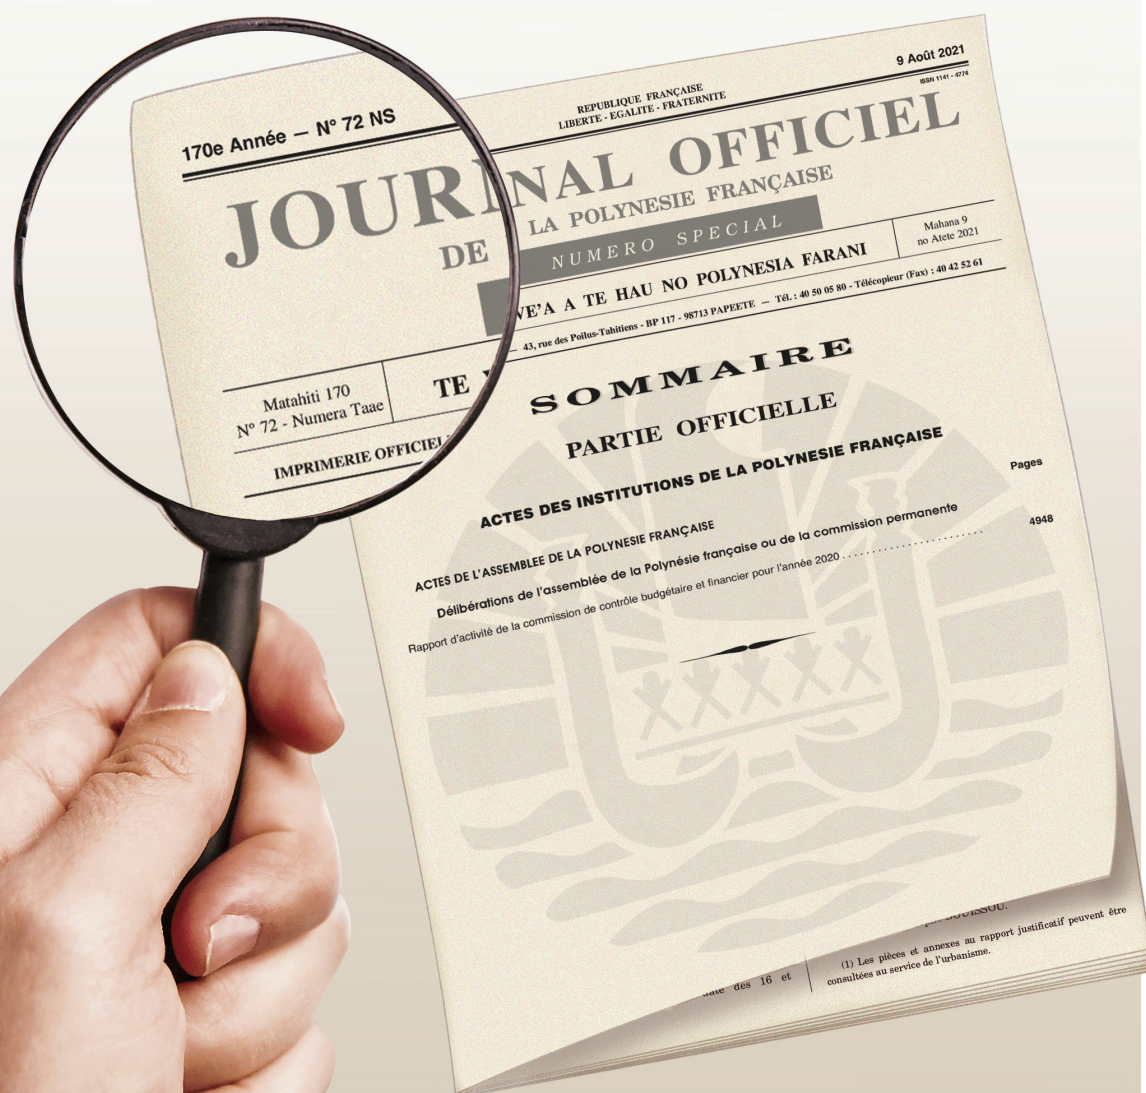 170e Année — N° 72 NS
REPUBLIQUE FRANÇAISE
LIBERTE - EGALITE - FRATERNITE
9 Août 2021
ISSN 1141 - 4774
JOURNAL OFFICIEL
DE LA POLYNESIE FRANÇAISE
NUMERO SPECIAL
Matahiti 170
N° 72 - Numera Taae
TE VE'A A TE HAU NO POLYNESIA FARANI
Mahana 9
no Atete 2021
IMPRIMERIE OFFICIEL — 43, rue des Poilus-Tahitiens - BP 117 - 98713 PAPEETE — Tél. : 40 50 05 80 - Télécopieur (Fax) : 40 42 52 61
SOMMAIRE
PARTIE OFFICIELLE
ACTES DES INSTITUTIONS DE LA POLYNESIE FRANÇAISE
Pages
ACTES DE L'ASSEMBLEE DE LA POLYNESIE FRANÇAISE
Délibérations de l'assemblée de la Polynésie française ou de la commission permanente
Rapport d'activité de la commission de contrôle budgétaire et financier pour l'année 2020 . . . . . . . . . . . . . . . . . . . . . . . 4948
BOUISSOU.
date des 16 et
(1) Les pièces et annexes au rapport justificatif peuvent être
consultées au service de l'urbanisme.